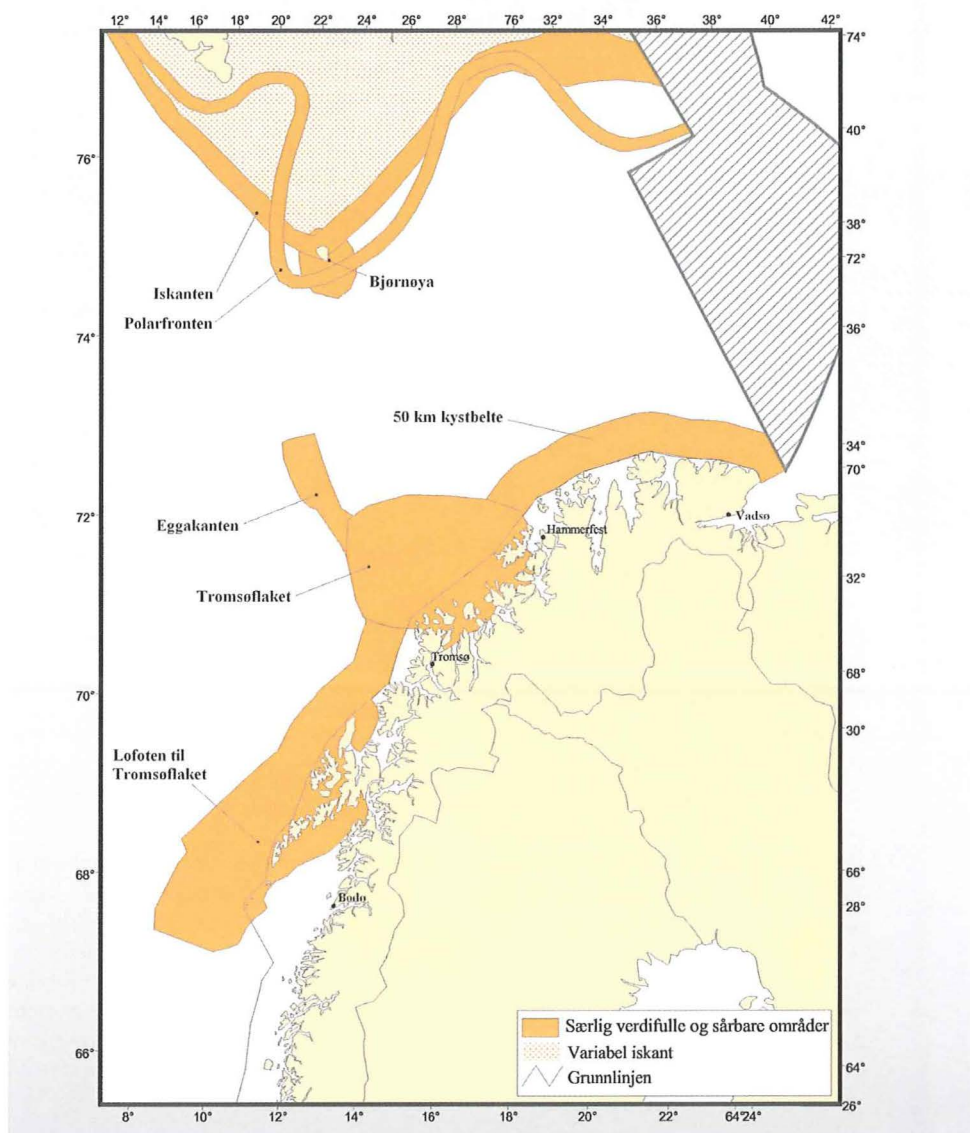 12° 14° 16° 18° 20° 22° 24° 26° 28° 76° 32° 34° 36° 38° 40° 42°
74°
40°
76°
38°
72°
Bjørnøya
Iskanten
Polarfronten
36°
74°
50 km kystbelte
34°
70°
Eggakanten
72°
Vadsø
Hammerfest
32°
Tromsøflaket
Tromsø
68°
70°
30°
Lofoten til
Tromsøflaket
68°
66°
Bodø
28°
Særlig verdifulle og sårbare områder
Variabel iskant
Grunnlinjen
66°
64°
26°
8° 10° 12° 14° 16° 18° 20° 22° 64°24°